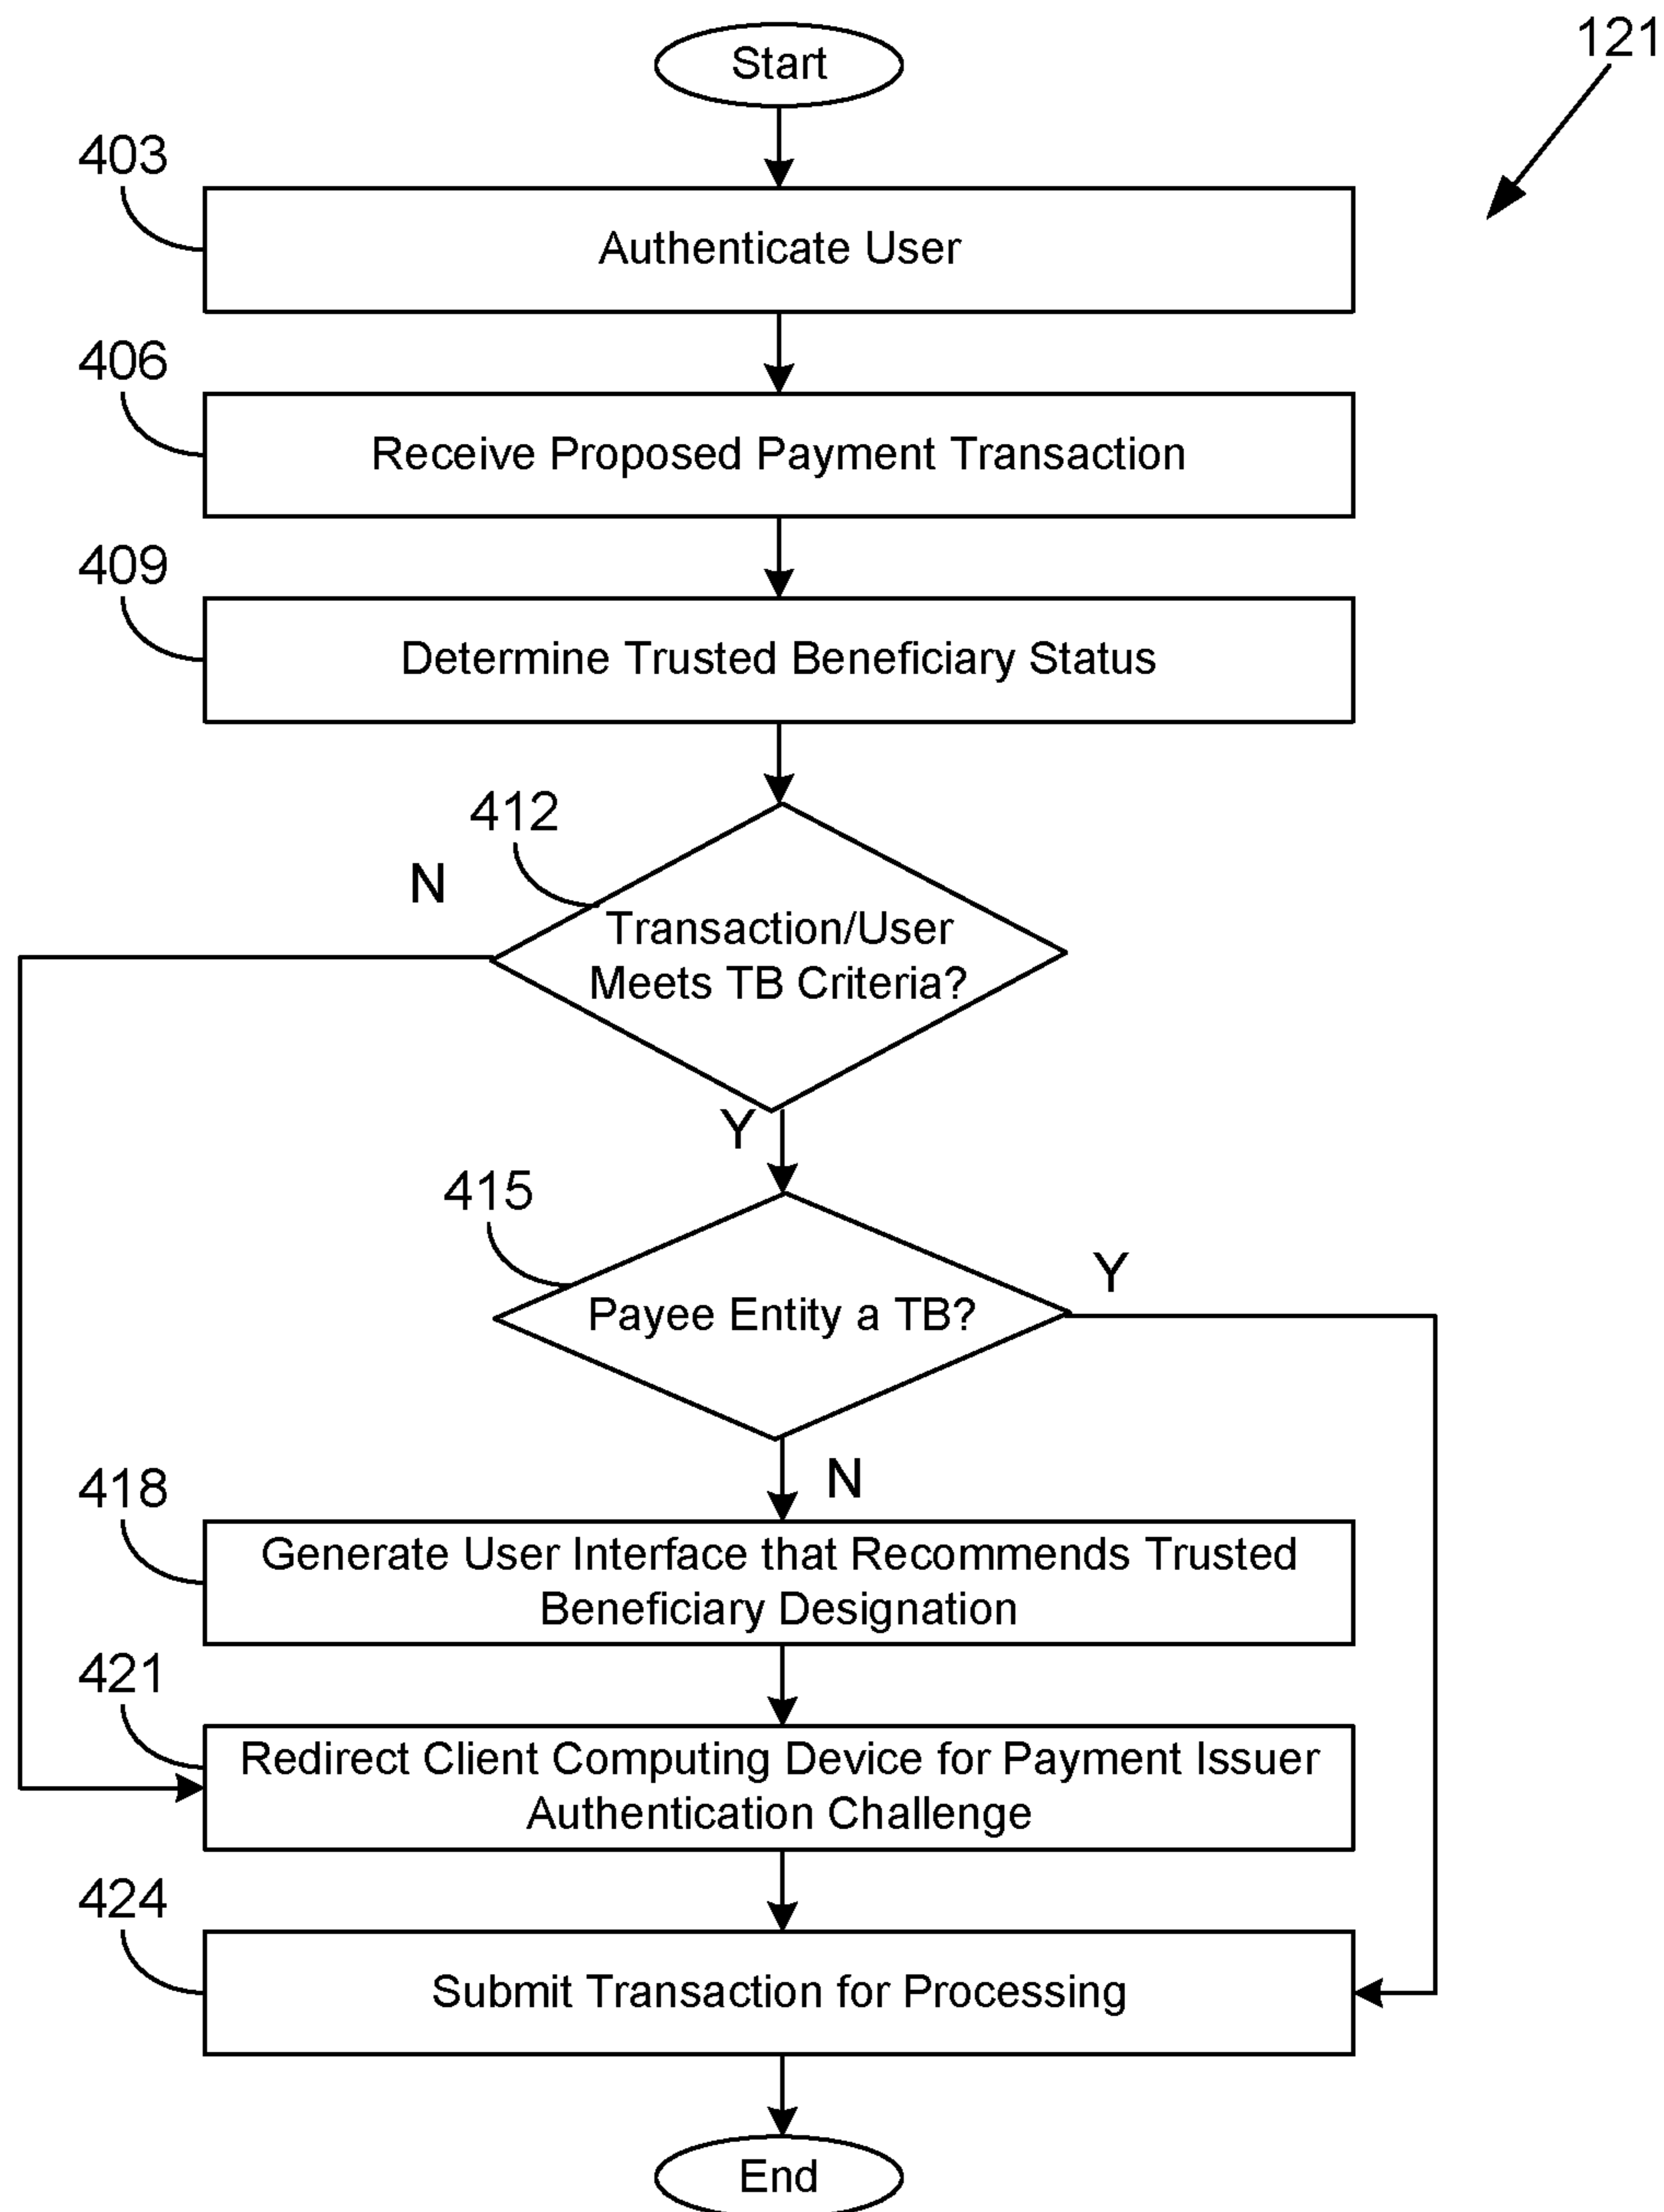 Start
121
403
Authenticate User
406
Receive Proposed Payment Transaction
409
Determine Trusted Beneficiary Status
412
N
Transaction/User
Meets TB Criteria?
Y
415
Y
Payee Entity a TB?
N
418
Generate User Interface that Recommends Trusted
Beneficiary Designation
421
Redirect Client Computing Device for Payment Issuer
Authentication Challenge
424
Submit Transaction for Processing
End